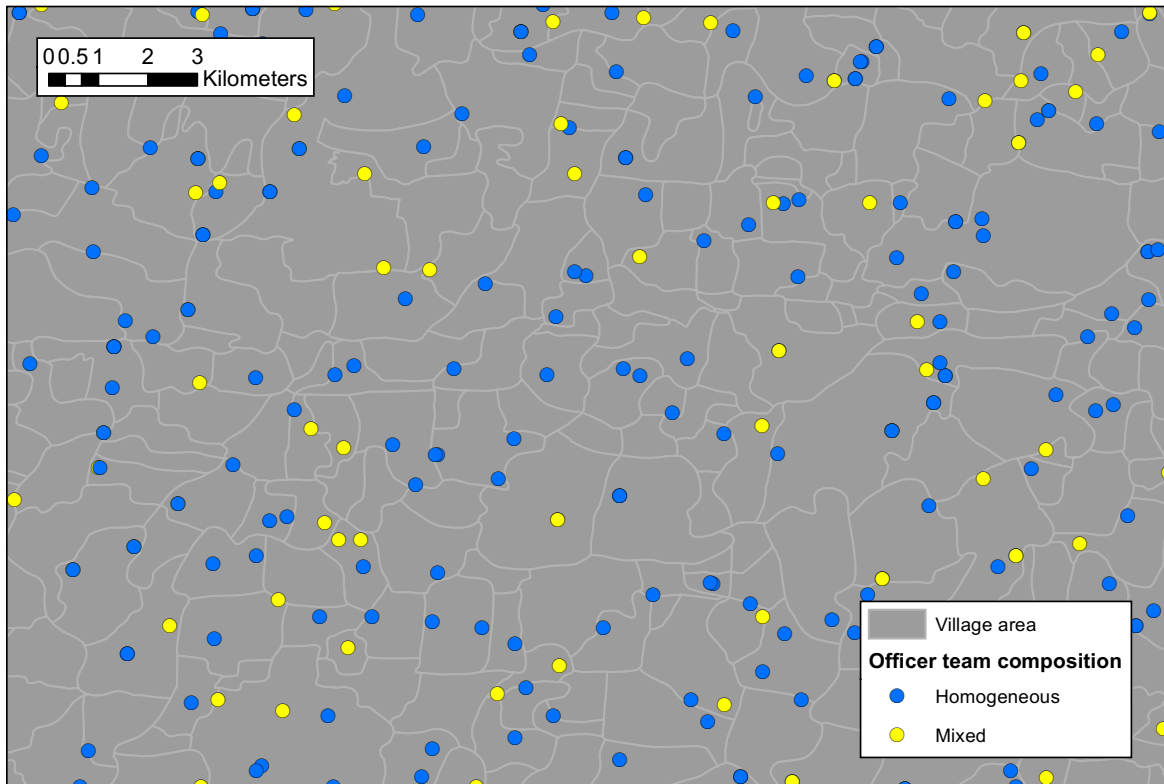 0 0.5 1 2 3
Kilometers
Village area
Officer team composition
Homogeneous
Mixed